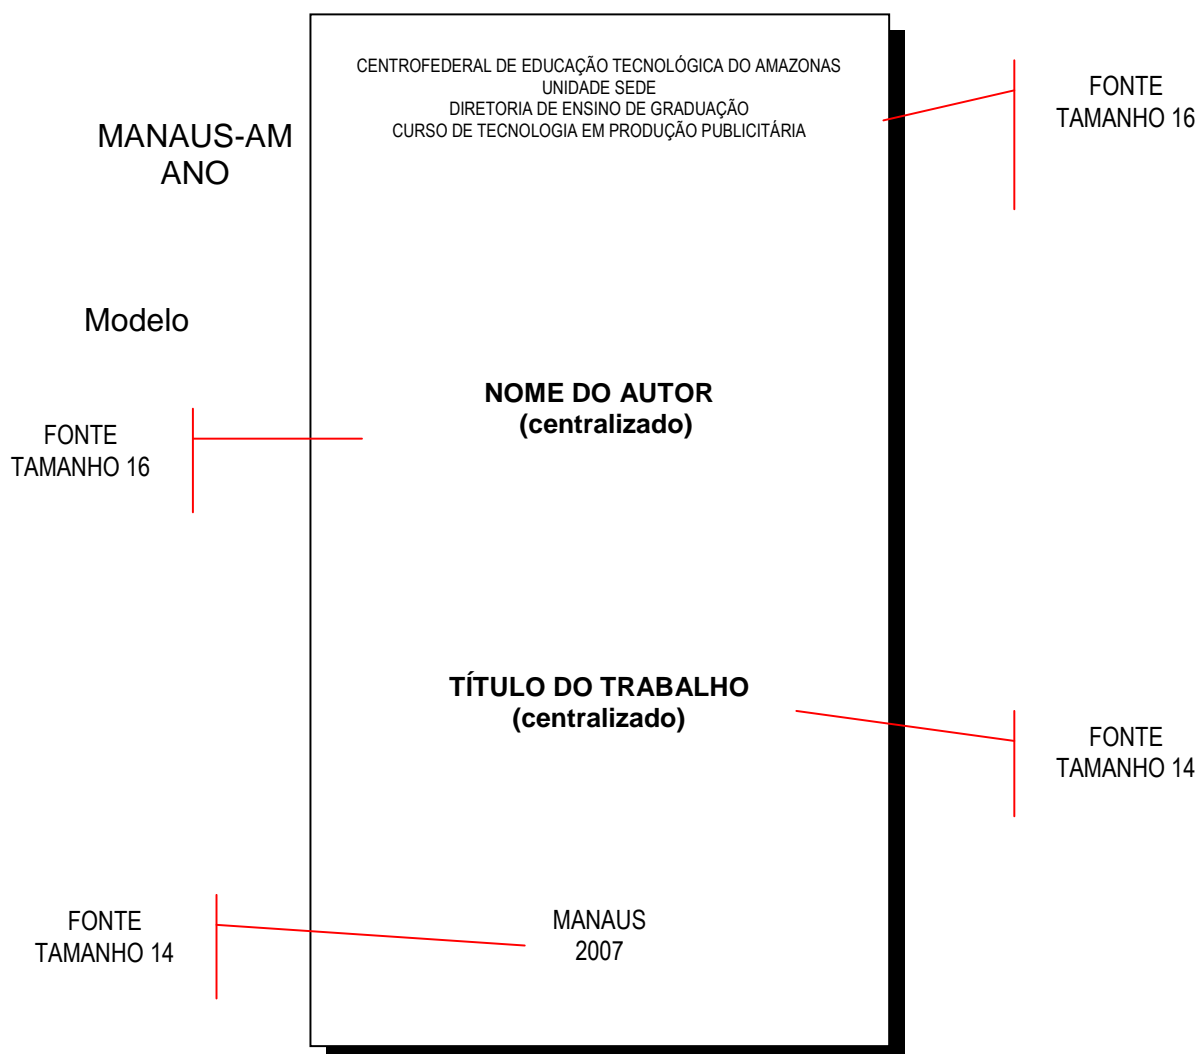 CENTROFEDERAL DE EDUCAÇÃO TECNOLÓGICA DO AMAZONAS
UNIDADE SEDE
DIRETORIA DE ENSINO DE GRADUAÇÃO
CURSO DE TECNOLOGIA EM PRODUÇÃO PUBLICITÁRIA
FONTE
TAMANHO 16
MANAUS-AM
ANO
Modelo
NOME DO AUTOR
(centralizado)
FONTE
TAMANHO 16
TÍTULO DO TRABALHO
(centralizado)
FONTE
TAMANHO 14
FONTE
TAMANHO 14
MANAUS
2007